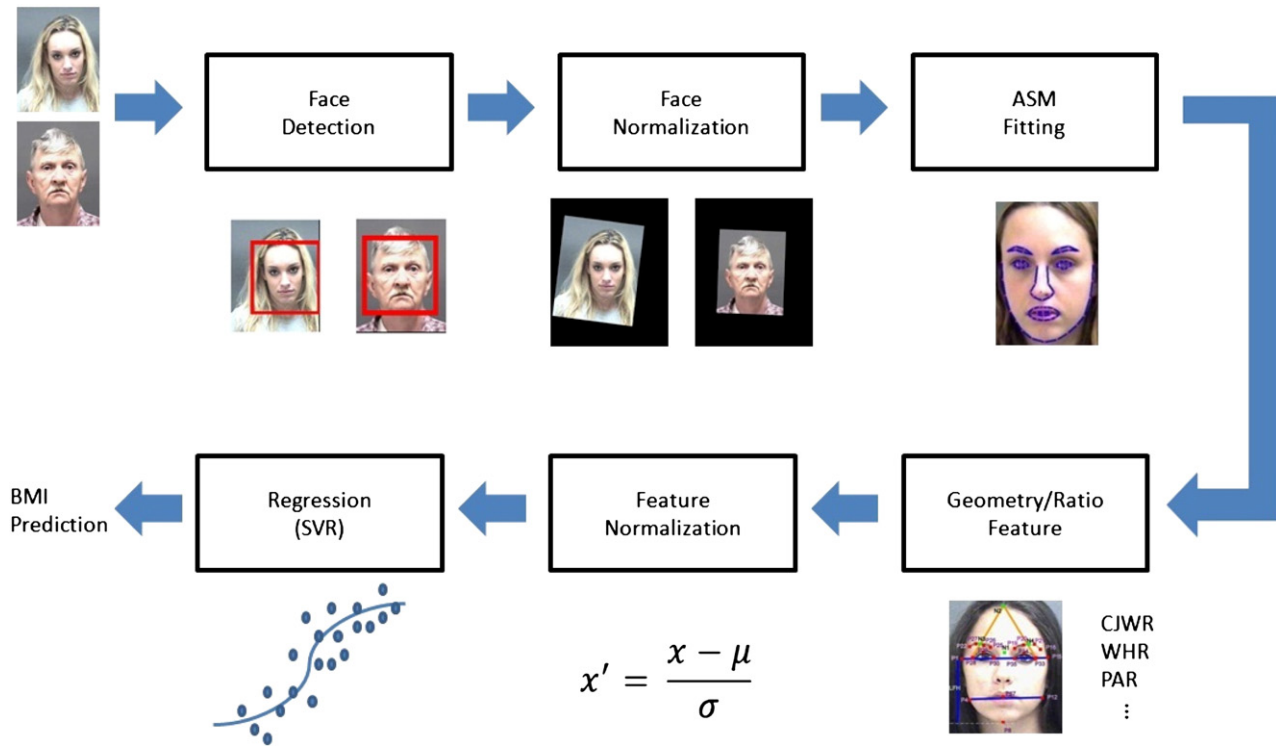 Face
Detection
Face
Normalization
ASM
Fitting
BMI
Prediction
Regression
(SVR)
Feature
Normalization
Geometry/Ratio
Feature
x′ = (x − μ) / σ
CJWR
WHR
PAR
⋮